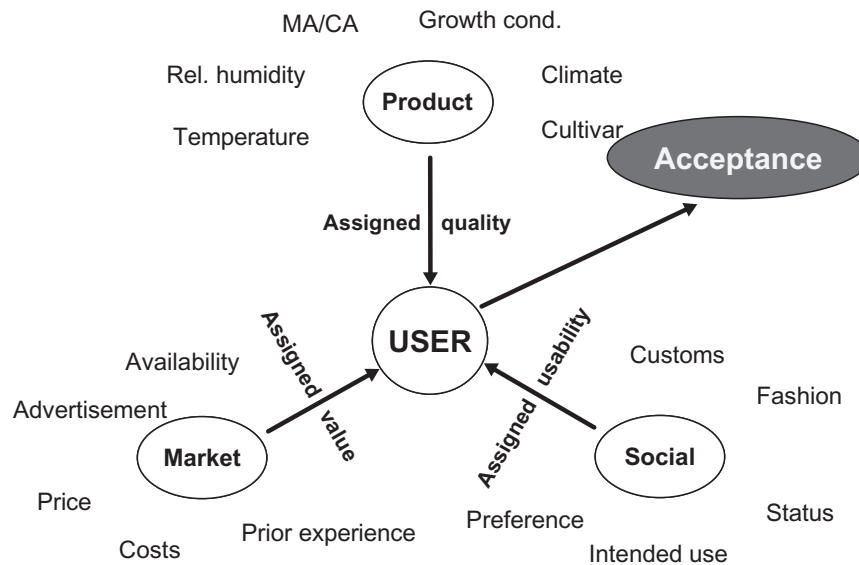 MA/CA
Growth cond.
Rel. humidity
Climate
Product
Temperature
Cultivar
Acceptance
Assigned quality
USER
Assigned value
Assigned usability
Availability
Customs
Advertisement
Fashion
Market
Social
Price
Prior experience
Preference
Status
Costs
Intended use